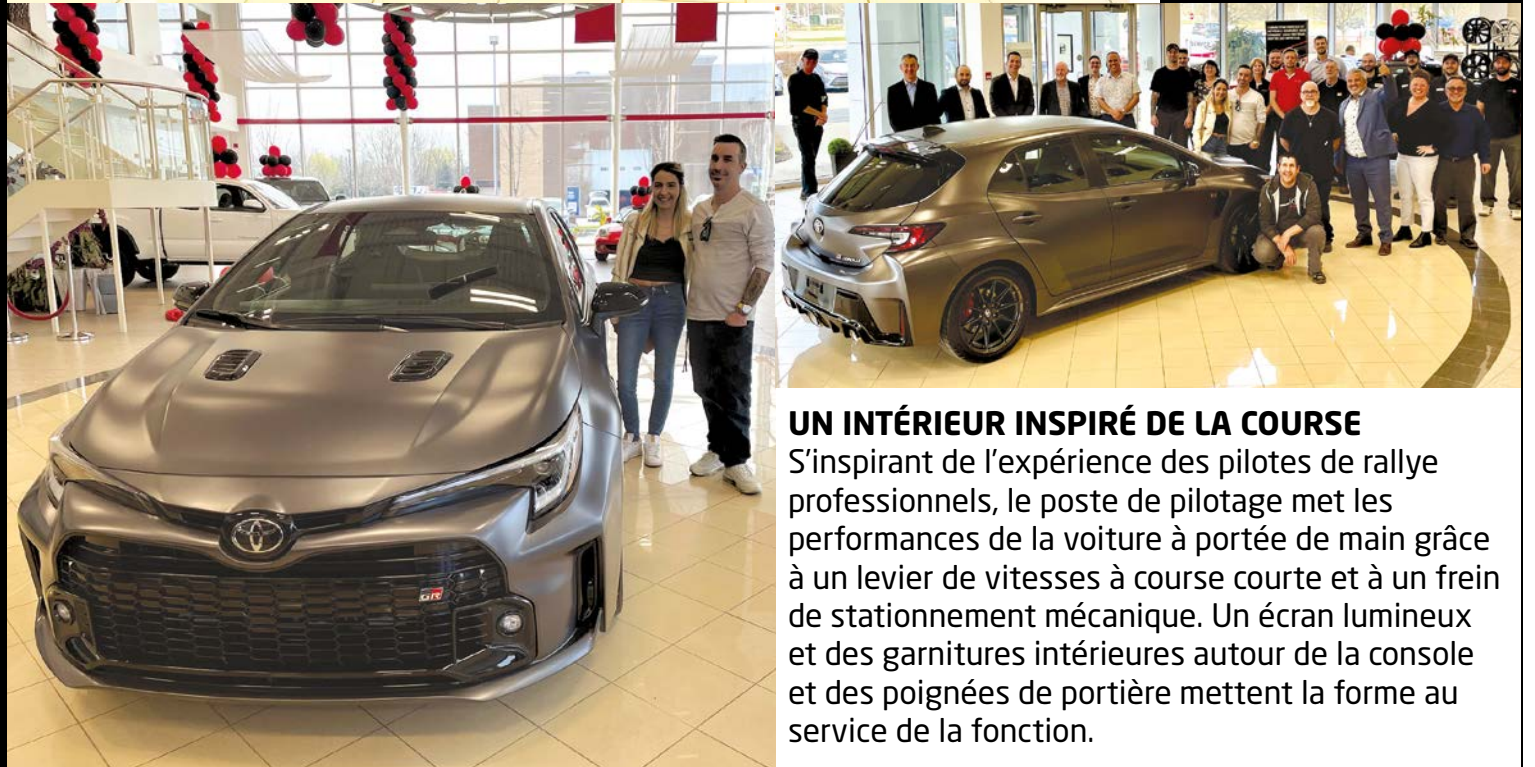 GR
UN INTÉRIEUR INSPIRÉ DE LA COURSE
S’inspirant de l’expérience des pilotes de rallye
professionnels, le poste de pilotage met les
performances de la voiture à portée de main grâce
à un levier de vitesses à course courte et à un frein
de stationnement mécanique. Un écran lumineux
et des garnitures intérieures autour de la console
et des poignées de portière mettent la forme au
service de la fonction.